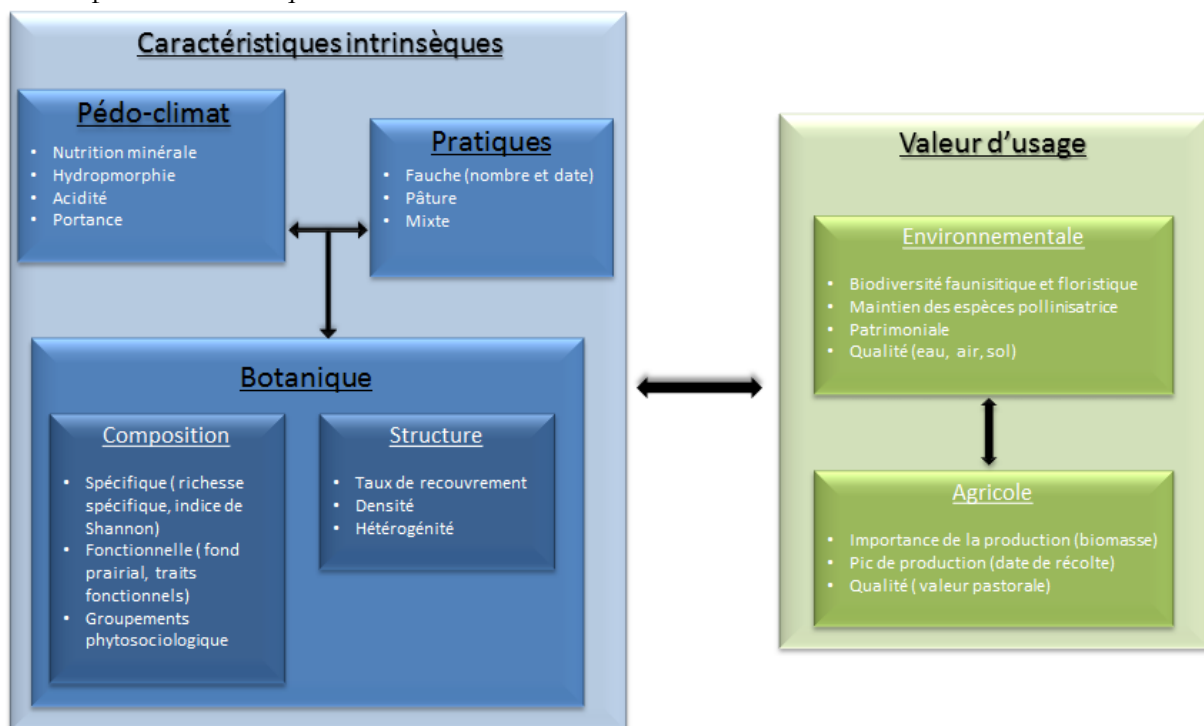 Caractéristiques intrinsèques
Pédo-climat
• Nutrition minérale
• Hydropmorphie
• Acidité
• Portance
Pratiques
• Fauche (nombre et date)
• Pâture
• Mixte
Botanique
Composition
• Spécifique ( richesse
spécifique, indice de
Shannon)
• Fonctionnelle ( fond
prairial, traits
fonctionnels)
• Groupements
phytosociologique
Structure
• Taux de recouvrement
• Densité
• Hétérogénité
Valeur d'usage
Environnementale
• Biodiversité faunisitique et floristique
• Maintien des espèces pollinisatrice
• Patrimoniale
• Qualité (eau, air, sol)
Agricole
• Importance de la production (biomasse)
• Pic de production (date de récolte)
• Qualité ( valeur pastorale)